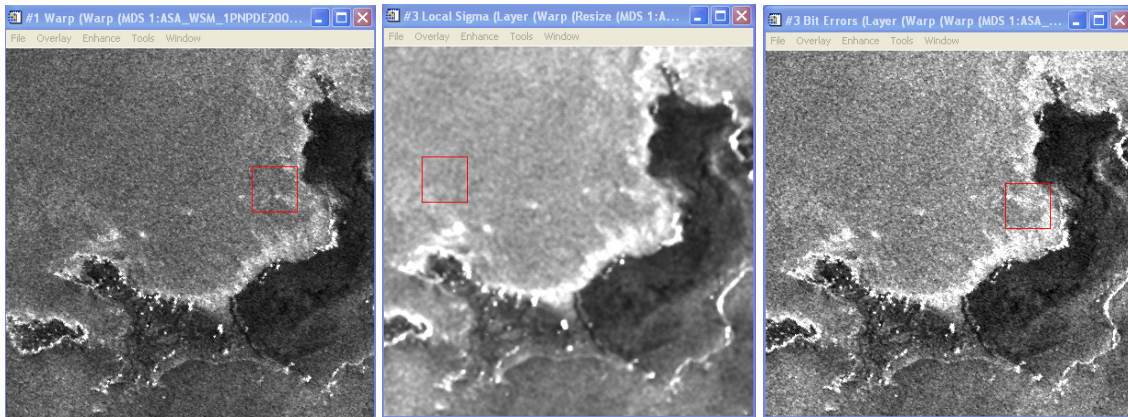 #1 Warp (MDS 1:ASA_WSM_1PNPDE200...
File Overlay Enhance Tools Window
#3 Local Sigma (Layer (Warp (Resize (MDS 1:A...
File Overlay Enhance Tools Window
#3 Bit Errors (Layer (Warp (Warp (MDS 1:ASA_...
File Overlay Enhance Tools Window